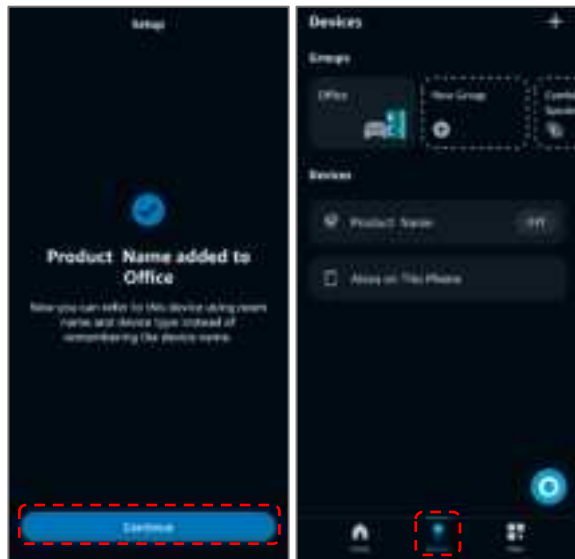 Setup
Product Name added to
Office
Now you can refer to this device using room
name and device type instead of
remembering the device name.
Continue
Devices
Groups
Office
New Group
Devices
Product Name
Off
Alexa on This Phone